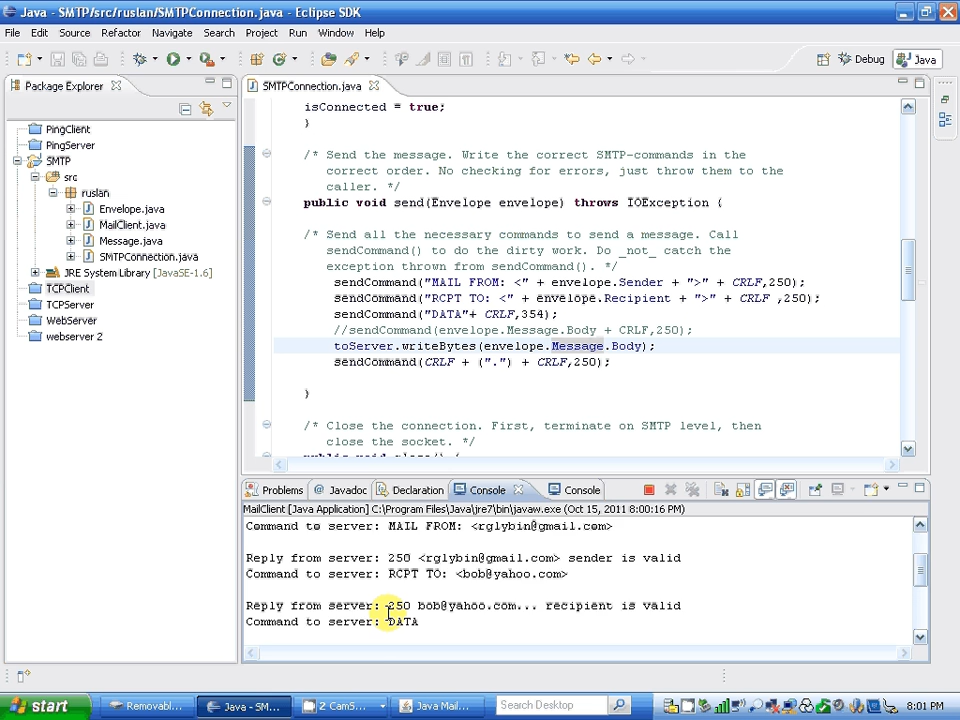 Java - SMTP/src/ruslan/SMTPConnection.java - Eclipse SDK
File Edit Source Refactor Navigate Search Project Run Window Help
Debug Java
Package Explorer
SMTPConnection.java
PingClient
PingServer
SMTP
src
ruslan
Envelope.java
MailClient.java
Message.java
SMTPConnection.java
JRE System Library [JavaSE-1.6]
TCPClient
TCPServer
WebServer
webserver 2
isConnected = true;
}
/* Send the message. Write the correct SMTP-commands in the
correct order. No checking for errors, just throw them to the
caller. */
public void send(Envelope envelope) throws IOException {
/* Send all the necessary commands to send a message. Call
sendCommand() to do the dirty work. Do _not_ catch the
exception thrown from sendCommand(). */
sendCommand("MAIL FROM: <" + envelope.Sender + ">" + CRLF,250);
sendCommand("RCPT TO: <" + envelope.Recipient + ">" + CRLF ,250);
sendCommand("DATA"+ CRLF,354);
//sendCommand(envelope.Message.Body + CRLF,250);
toServer.writeBytes(envelope.Message.Body);
sendCommand(CRLF + (".") + CRLF,250);
}
/* Close the connection. First, terminate on SMTP level, then
close the socket. */
public void close() {
Problems Javadoc Declaration Console Console
MailClient [Java Application] C:\Program Files\Java\jre7\bin\javaw.exe (Oct 15, 2011 8:00:16 PM)
Command to server: MAIL FROM: <rglybin@gmail.com>
Reply from server: 250 <rglybin@gmail.com> sender is valid
Command to server: RCPT TO: <bob@yahoo.com>
Reply from server: 250 bob@yahoo.com... recipient is valid
Command to server: DATA
start Removabl... Java - SM... 2 CamS... Java Mail... Search Desktop 8:01 PM